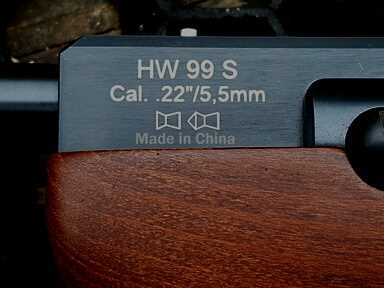 HW 99 S
Cal. .22"/5,5mm
Made in China